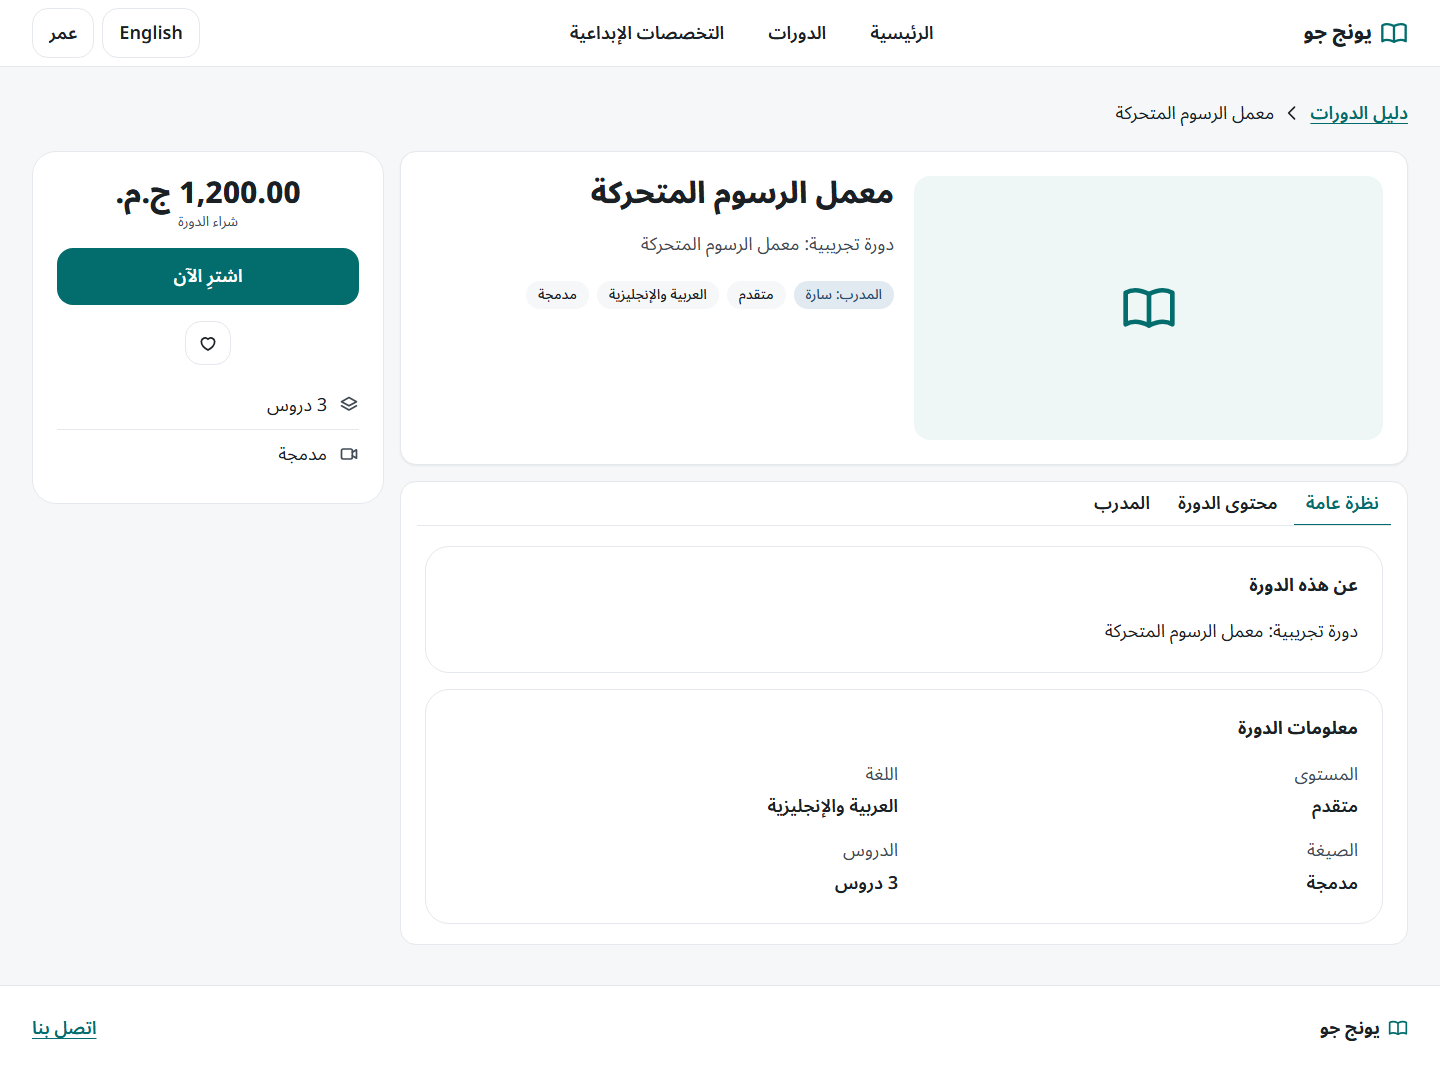 يونج جو
الرئيسية
الدورات
التخصصات الإبداعية
English
عمر
دليل الدورات
معمل الرسوم المتحركة
معمل الرسوم المتحركة
دورة تجريبية: معمل الرسوم المتحركة
المدرب: سارة
متقدم
العربية والإنجليزية
مدمجة
1,200.00 ج.م.
شراء الدورة
اشترِ الآن
3 دروس
مدمجة
نظرة عامة
محتوى الدورة
المدرب
عن هذه الدورة
دورة تجريبية: معمل الرسوم المتحركة
معلومات الدورة
المستوى
متقدم
اللغة
العربية والإنجليزية
الصيغة
مدمجة
الدروس
3 دروس
يونج جو
اتصل بنا